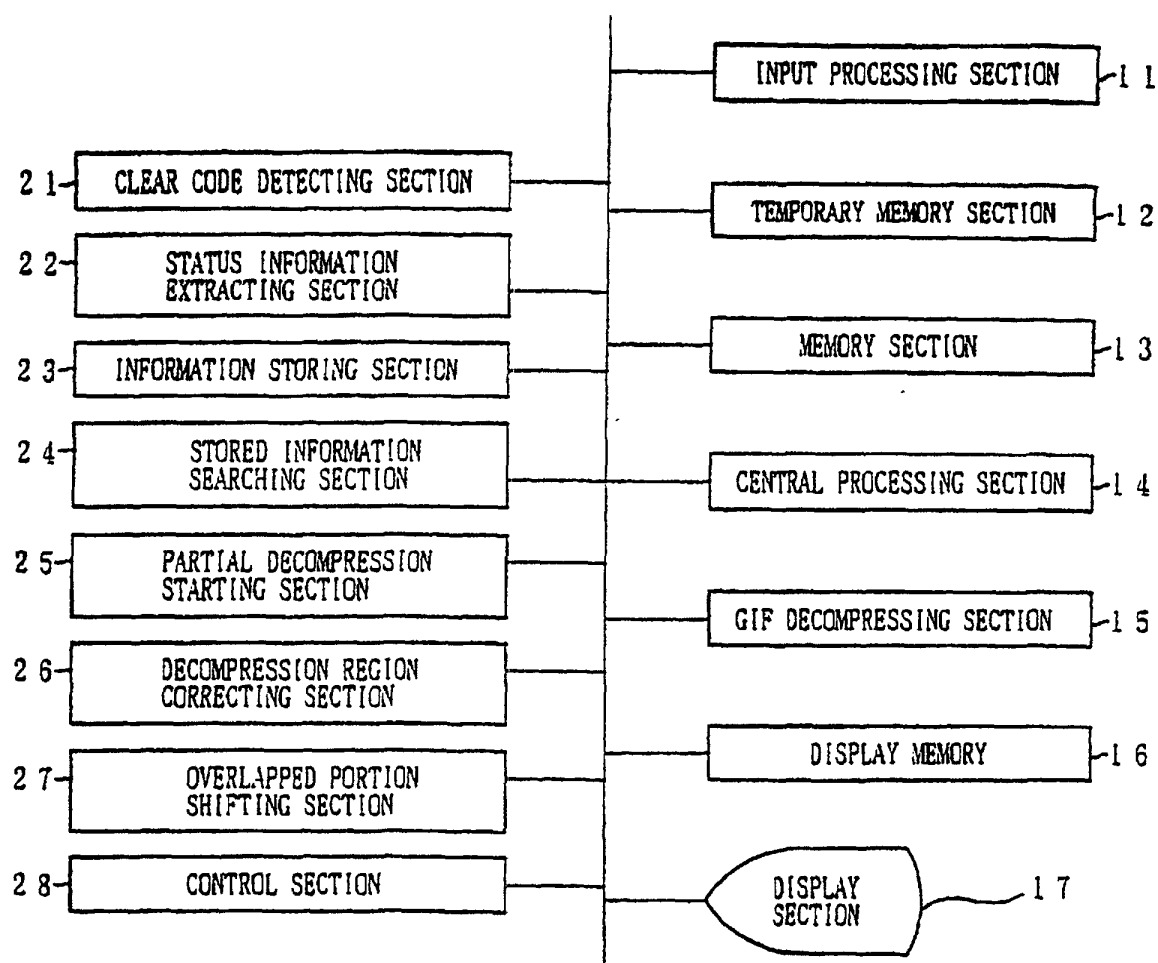 INPUT PROCESSING SECTION 11
TEMPORARY MEMORY SECTION 12
MEMORY SECTION 13
CENTRAL PROCESSING SECTION 14
GIF DECOMPRESSING SECTION 15
DISPLAY MEMORY 16
DISPLAY
SECTION 17
21 CLEAR CODE DETECTING SECTION
22 STATUS INFORMATION
EXTRACTING SECTION
23 INFORMATION STORING SECTION
24 STORED INFORMATION
SEARCHING SECTION
25 PARTIAL DECOMPRESSION
STARTING SECTION
26 DECOMPRESSION REGION
CORRECTING SECTION
27 OVERLAPPED PORTION
SHIFTING SECTION
28 CONTROL SECTION